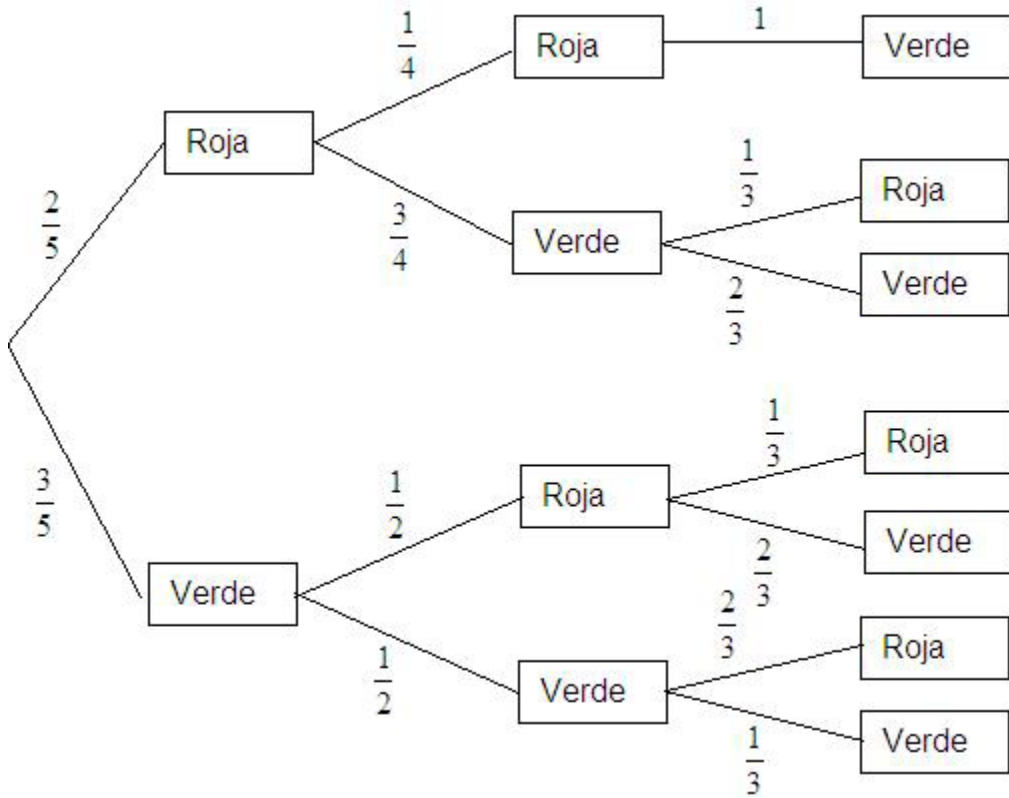 1
1/4
Roja
Verde
Roja
1/3
Roja
2/5
3/4
Verde
Verde
2/3
1/3
Roja
3/5
1/2
Roja
Verde
2/3
Verde
2/3
Roja
1/2
Verde
Verde
1/3